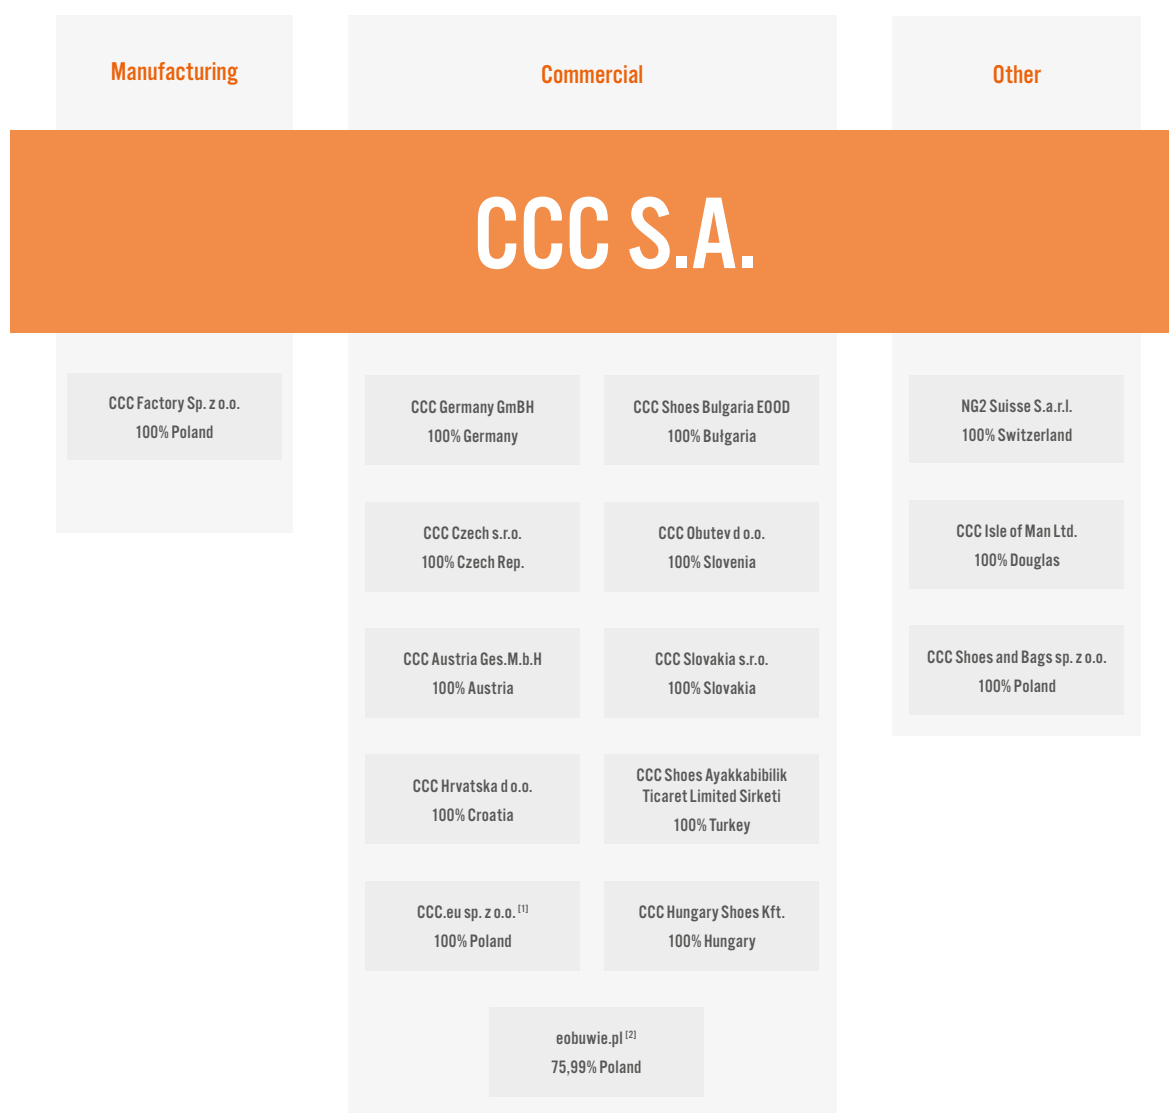 Manufacturing
Commercial
Other
CCC S.A.
CCC Factory Sp. z o.o.
100% Poland
CCC Germany GmBH
100% Germany
CCC Shoes Bulgaria EOOD
100% Bułgaria
NG2 Suisse S.a.r.l.
100% Switzerland
CCC Czech s.r.o.
100% Czech Rep.
CCC Obutev d o.o.
100% Slovenia
CCC Isle of Man Ltd.
100% Douglas
CCC Austria Ges.M.b.H
100% Austria
CCC Slovakia s.r.o.
100% Slovakia
CCC Shoes and Bags sp. z o.o.
100% Poland
CCC Hrvatska d o.o.
100% Croatia
CCC Shoes Ayakkabibilik
Ticaret Limited Sirketi
100% Turkey
CCC.eu sp. z o.o. [1]
100% Poland
CCC Hungary Shoes Kft.
100% Hungary
eobuwie.pl [2]
75,99% Poland